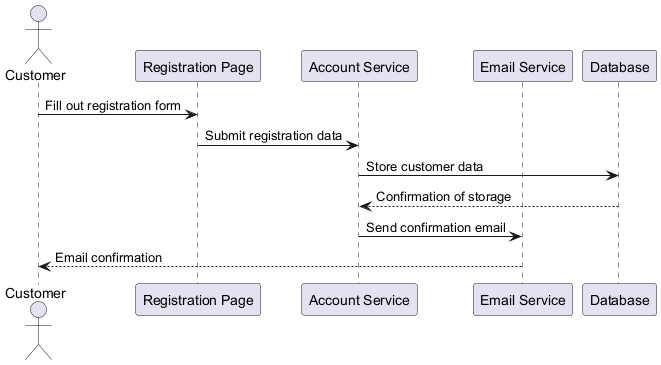 Customer
Registration Page
Account Service
Email Service
Database
Fill out registration form
Submit registration data
Store customer data
Confirmation of storage
Send confirmation email
Email confirmation
Customer
Registration Page
Account Service
Email Service
Database